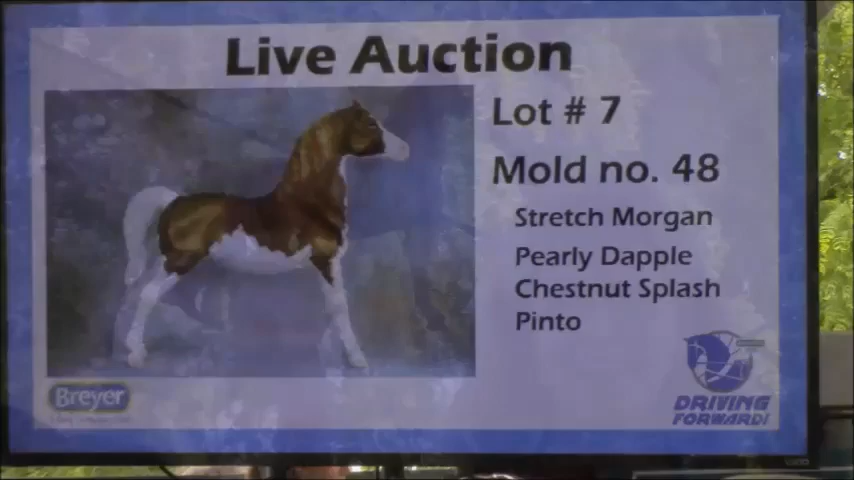 Live Auction
Lot # 7
Mold no. 48
Stretch Morgan
Pearly Dapple
Chestnut Splash
Pinto
Breyer
DRIVING
FORWARD!